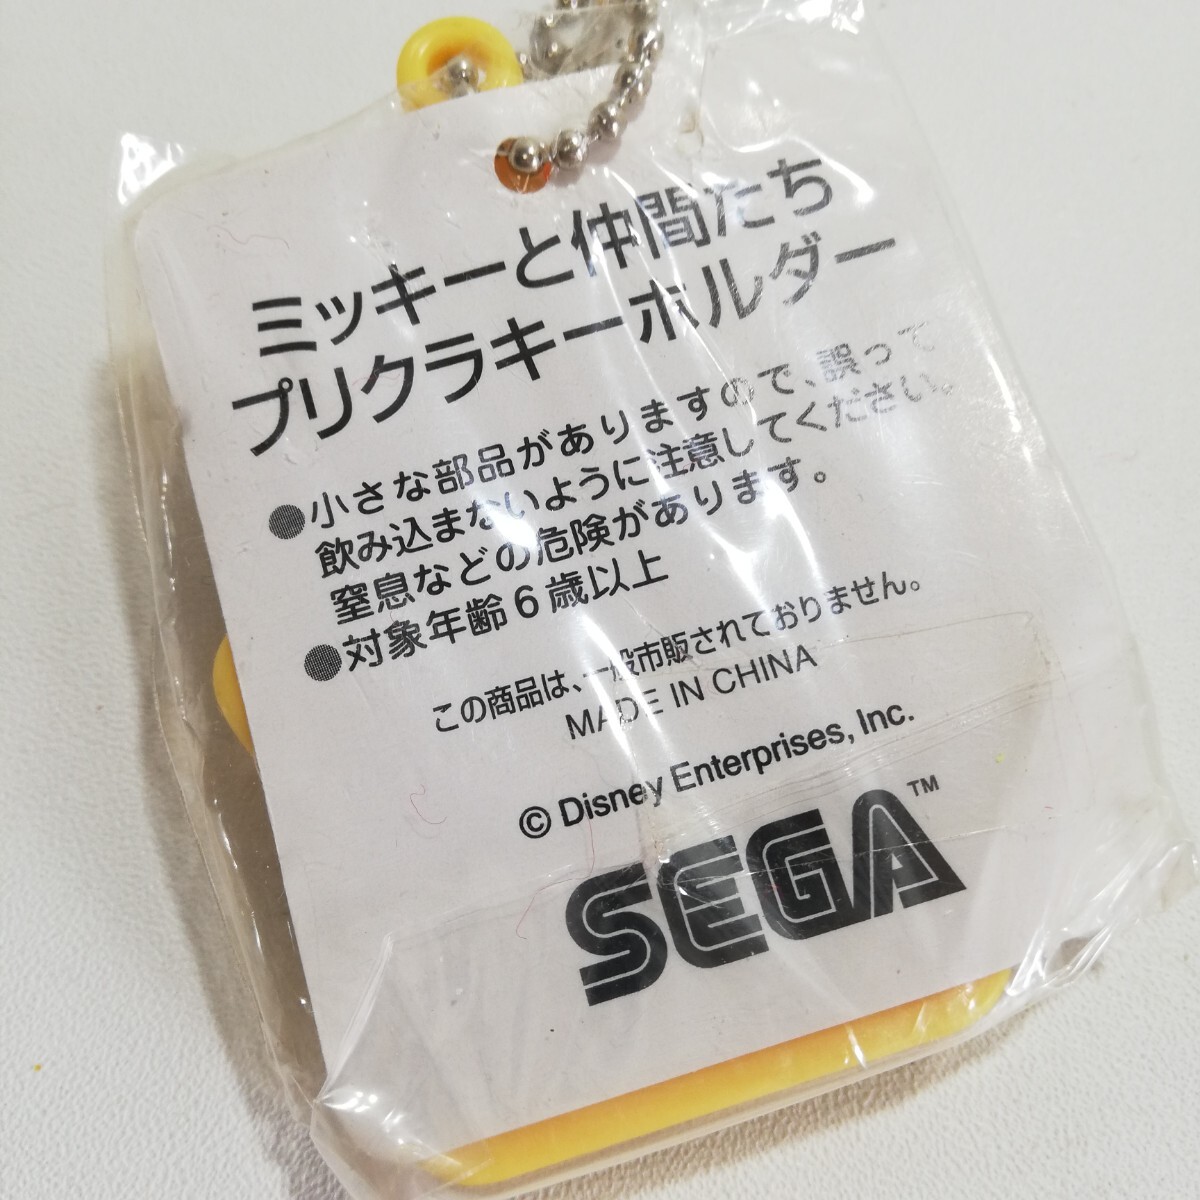 ミッキーと仲間たち
プリクラキーホルダー
●小さな部品がありますので、誤って
飲み込まないように注意してください。
窒息などの危険があります。
●対象年齢6歳以上
この商品は、一般市販されておりません。
MADE IN CHINA
© Disney Enterprises, Inc.
SEGA™